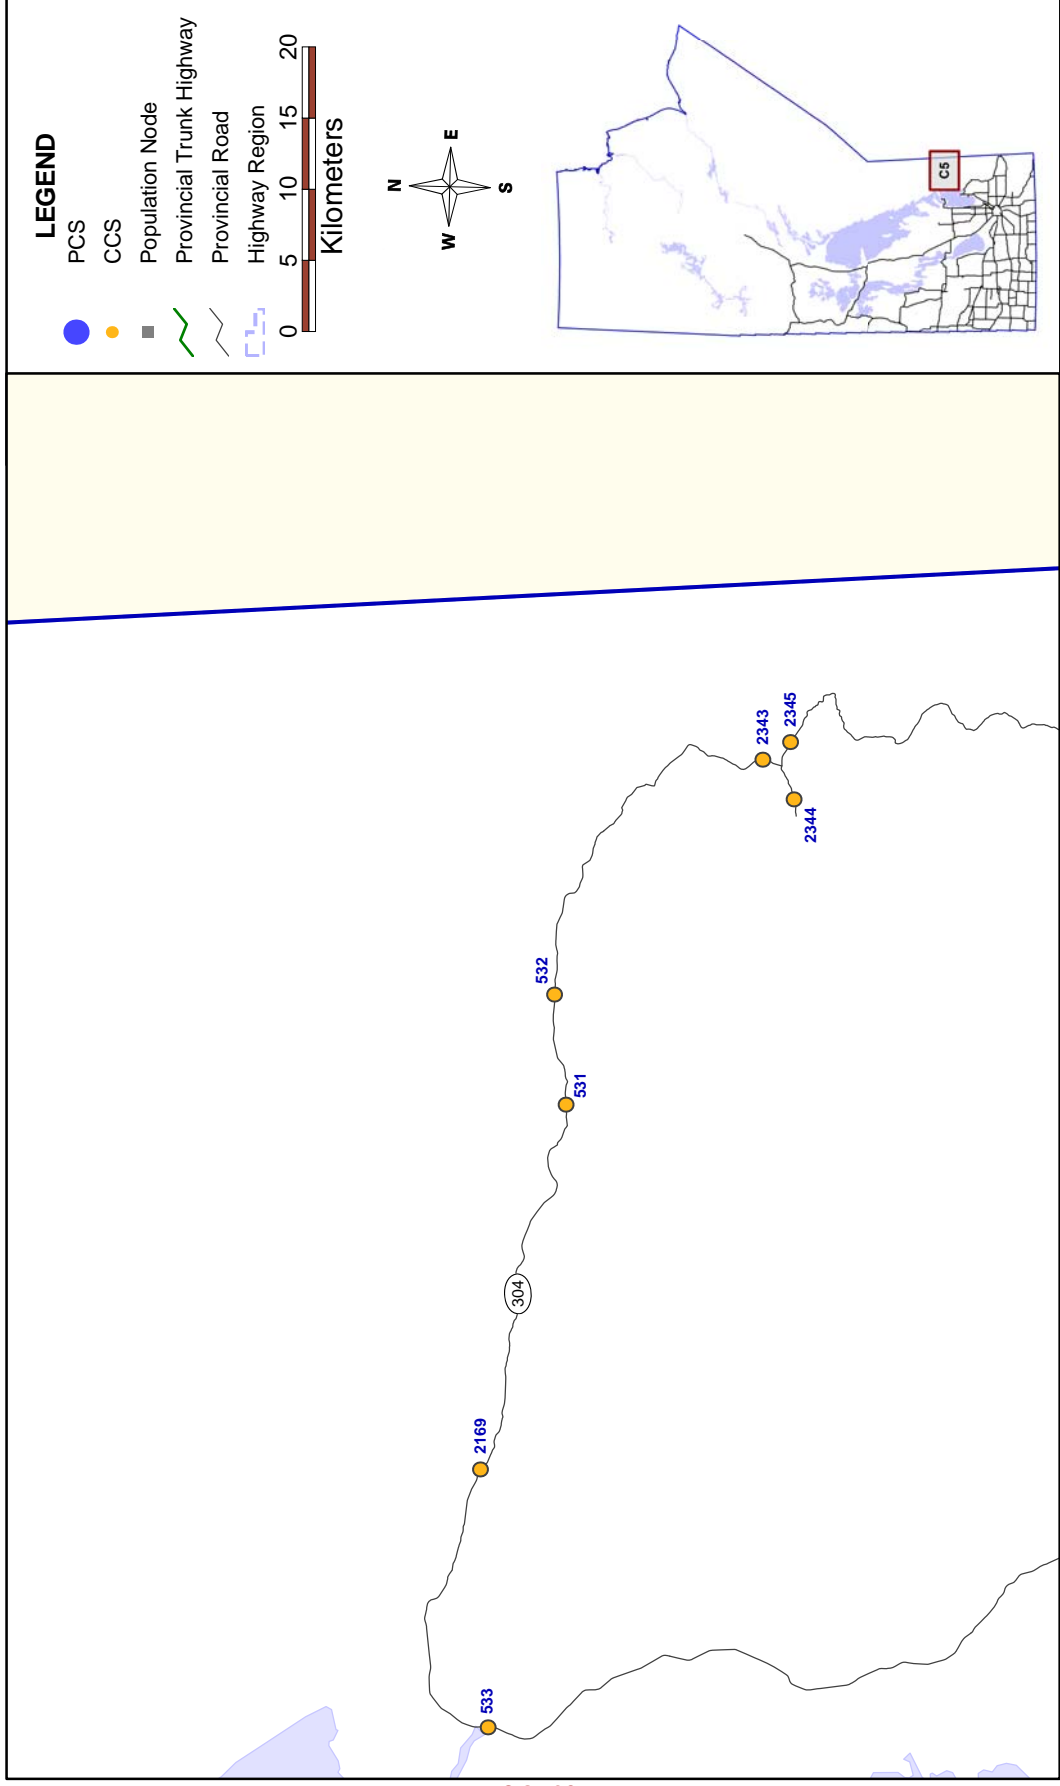 LEGEND
PCS
CCS
Population Node
Provincial Trunk Highway
Provincial Road
Highway Region
0 5 10 15 20
Kilometers
N
W E
S
C5
533
2169
304
531
532
2343
2345
2344